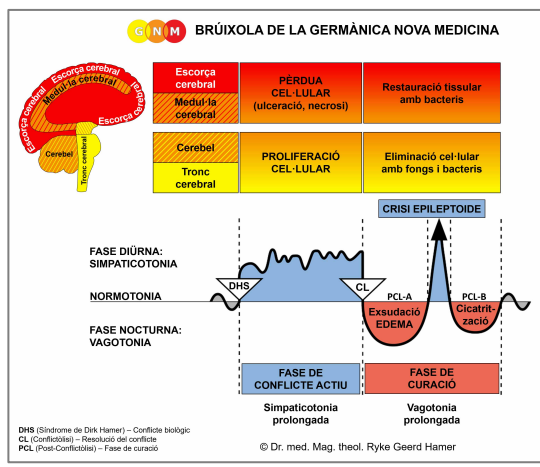 GNM BRÚIXOLA DE LA GERMÀNICA NOVA MEDICINA
Escorça cerebral
Medul·la cerebral
Escorça cerebral
Escorça cerebral
Cerebel
Tronc cerebral
Escorça
cerebral
Medul·la
cerebral
PÈRDUA
CEL·LULAR
(ulceració, necrosi)
Restauració tissular
amb bacteris
Cerebel
Tronc
cerebral
PROLIFERACIÓ
CEL·LULAR
Eliminació cel·lular
amb fongs i bacteris
CRISI EPILEPTOIDE
FASE DIÜRNA:
SIMPATICOTONIA
DHS
CL
NORMOTONIA
PCL-A
PCL-B
Exsudació
EDEMA
Cicatrit-
zació
FASE NOCTURNA:
VAGOTONIA
FASE DE
CONFLICTE ACTIU
FASE DE
CURACIÓ
Simpaticotonia
prolongada
Vagotonia
prolongada
DHS (Síndrome de Dirk Hamer) – Conflicte biològic
CL (Conflictòlisi) – Resolució del conflicte
PCL (Post-Conflictòlisi) – Fase de curació
© Dr. med. Mag. theol. Ryke Geerd Hamer